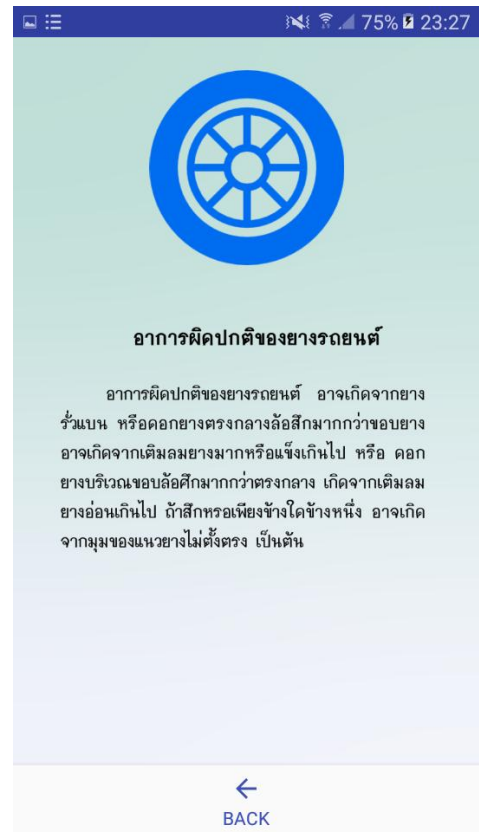 75% 23:27
อาการผิดปกติของยางรถยนต์
อาการผิดปกติของยางรถยนต์ อาจเกิดจากยาง
รั่วแบน หรือดอกยางตรงกลางล้อสึกมากกว่าขอบยาง
อาจเกิดจากเติมลมยางมากหรือแข็งเกินไป หรือ ดอก
ยางบริเวณขอบล้อศึกมากกว่าตรงกลาง เกิดจากเติมลม
ยางอ่อนเกินไป ถ้าสึกหรอเพียงข้างใดข้างหนึ่ง อาจเกิด
จากมุมของแนวยางไม่ตั้งตรง เป็นต้น
BACK